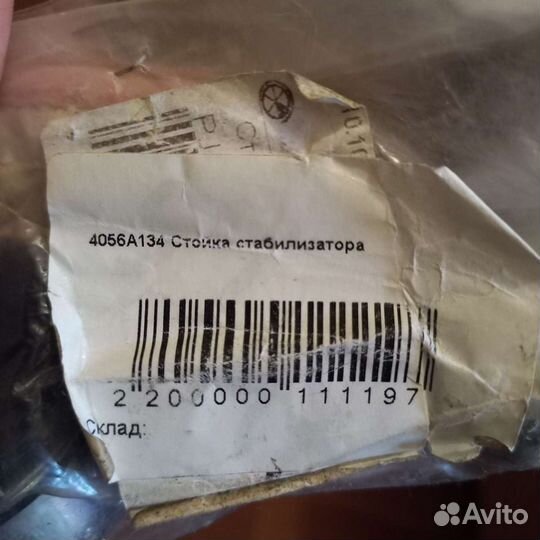 4056A134 Стойка стабилизатора
2 200000 111197
Склад:
Avito